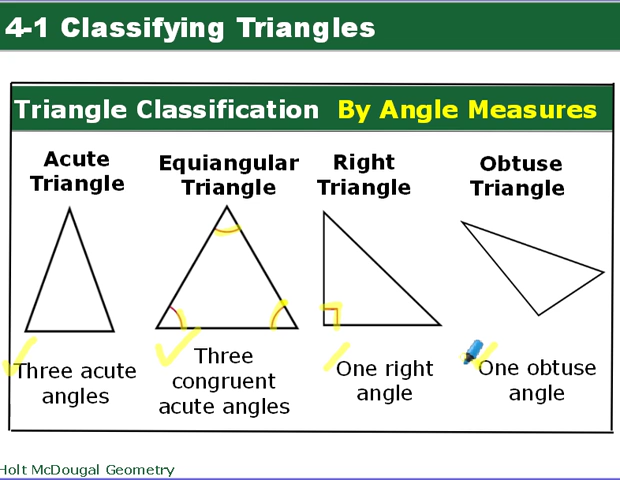 4-1 Classifying Triangles
Triangle Classification By Angle Measures
Acute
Triangle
Equiangular
Triangle
Right
Triangle
Obtuse
Triangle
Three acute
angles
Three
congruent
acute angles
One right
angle
One obtuse
angle
Holt McDougal Geometry